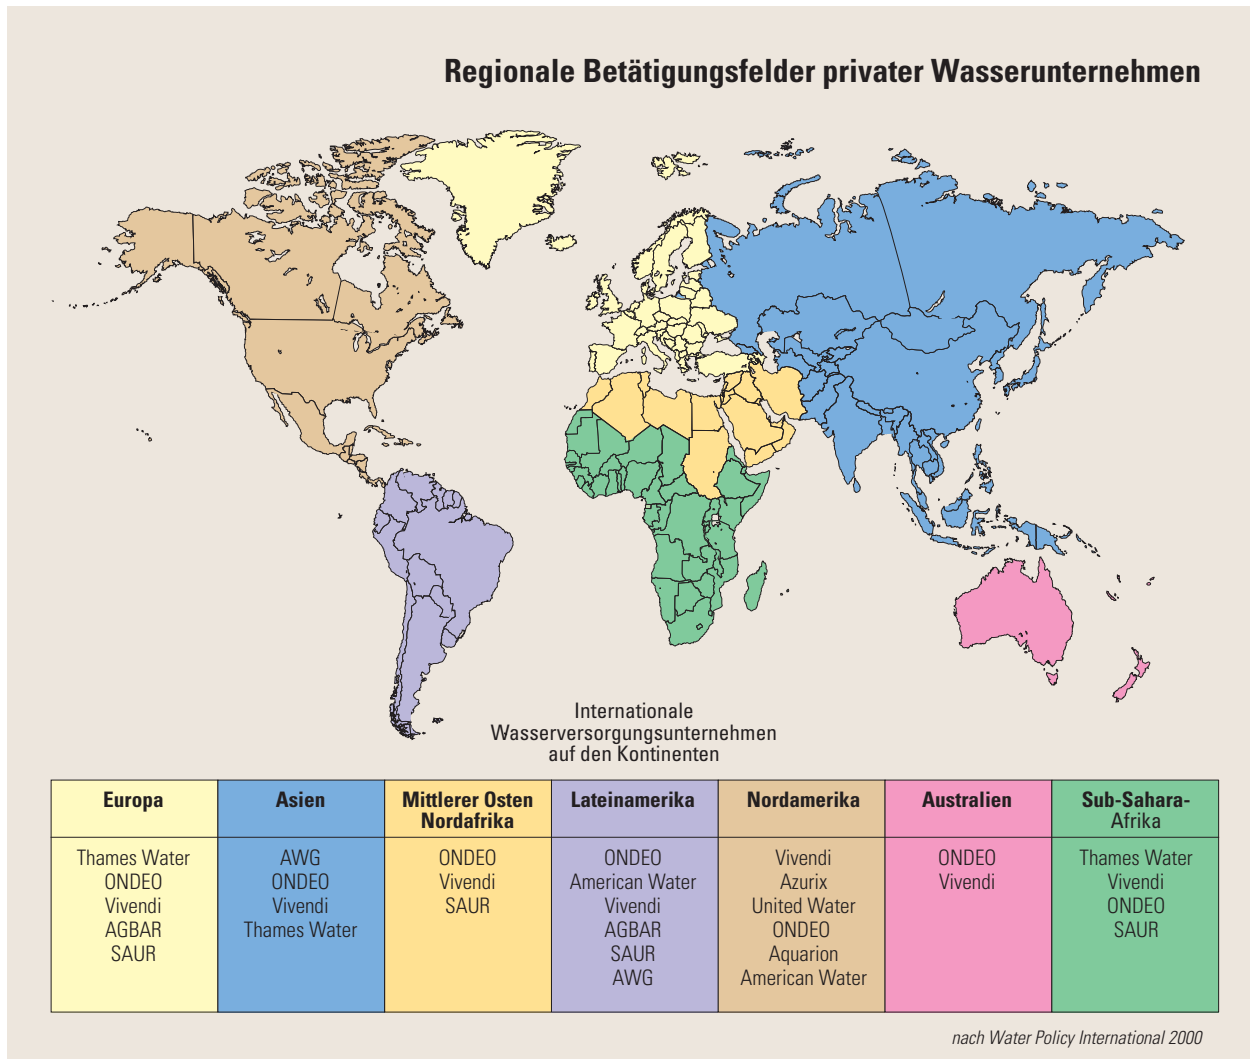 Regionale Betätigungsfelder privater Wasserunternehmen
Internationale
Wasserversorgungsunternehmen
auf den Kontinenten
Europa
Thames Water
ONDEO
Vivendi
AGBAR
SAUR
Asien
AWG
ONDEO
Vivendi
Thames Water
Mittlerer Osten
Nordafrika
ONDEO
Vivendi
SAUR
Lateinamerika
ONDEO
American Water
Vivendi
AGBAR
SAUR
AWG
Nordamerika
Vivendi
Azurix
United Water
ONDEO
Aquarion
American Water
Australien
ONDEO
Vivendi
Sub-Sahara-
Afrika
Thames Water
Vivendi
ONDEO
SAUR
nach Water Policy International 2000